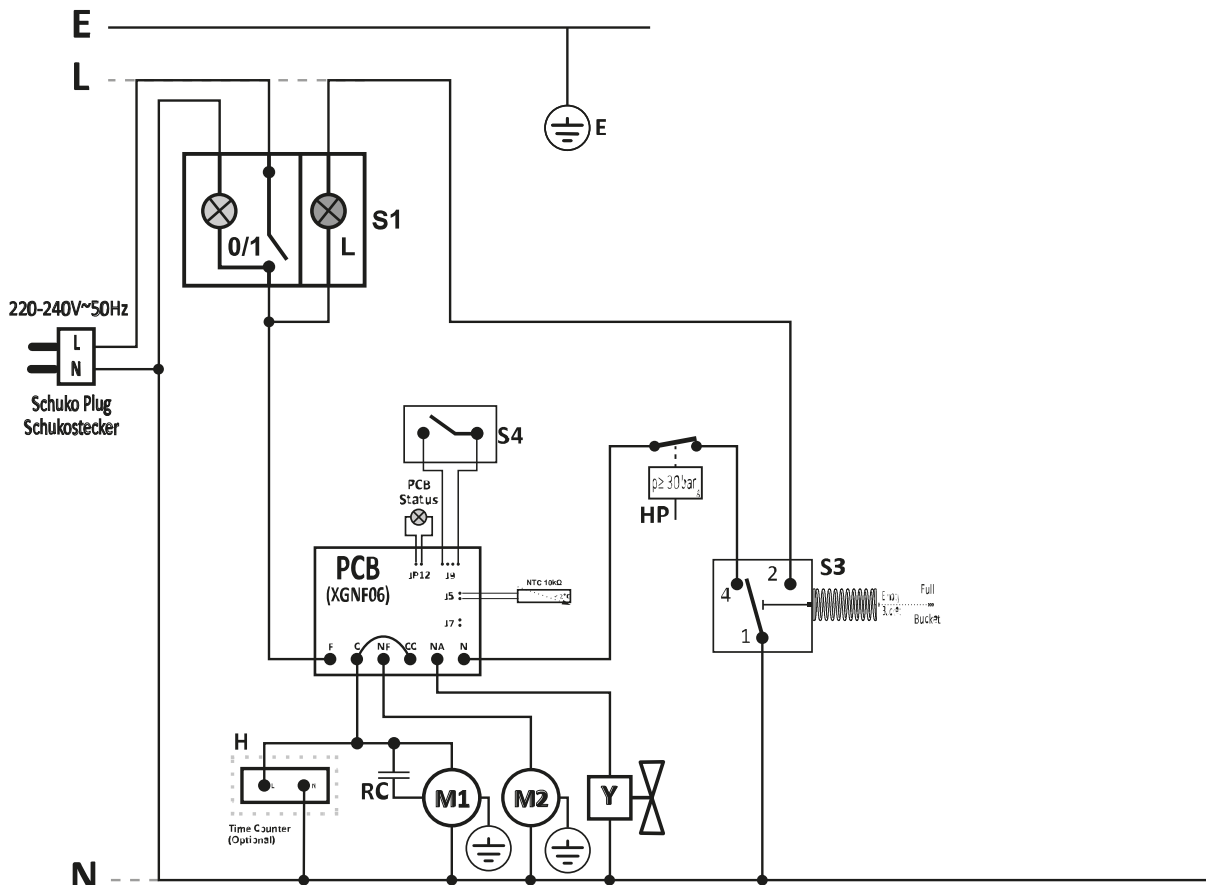 E
L
E
S1
0/1
L
220-240V~50Hz
L
N
Schuko Plug
Schukostecker
S4
PCB
Status
p≥ 30bar
HP
S3
2
4
1
PCB
(XGNF06)
JP12
J9
J5
J7
NTC 10kΩ
Full
Bucket
F
C
NF
CC
NA
N
H
L
N
RC
M1
M2
Y
Time Counter
(Optional)
N